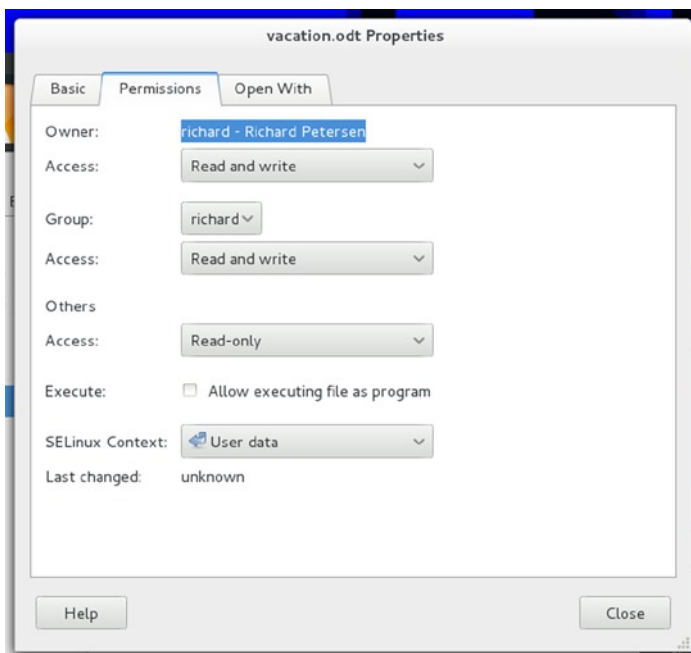 vacation.odt Properties
Basic Permissions Open With
Owner: richard - Richard Petersen
Access: Read and write
Group: richard
Access: Read and write
Others
Access: Read-only
Execute: Allow executing file as program
SELinux Context: User data
Last changed: unknown
Help Close